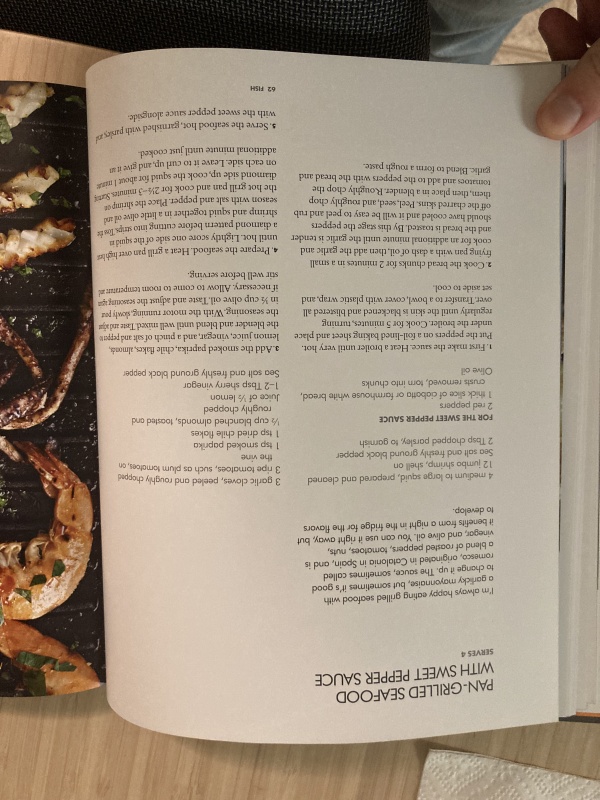 PAN-GRILLED SEAFOOD
WITH SWEET PEPPER SAUCE
SERVES 4
I'm always happy eating grilled seafood with
a garlicky mayonnaise, but sometimes it's good
to change it up. The sauce, sometimes called
romesco, originated in Catalonia in Spain, and is
a blend of roasted peppers, tomatoes, nuts,
vinegar, and olive oil. You can use it right away, but
it benefits from a night in the fridge for the flavors
to develop.
4 medium to large squid, prepared and cleaned
12 jumbo shrimp, shell on
Sea salt and freshly ground black pepper
2 Tbsp chopped parsley, to garnish
FOR THE SWEET PEPPER SAUCE
2 red peppers
1 thick slice of ciabatta or farmhouse white bread,
crusts removed, torn into chunks
Olive oil
3 garlic cloves, peeled and roughly chopped
3 ripe tomatoes, such as plum tomatoes, on
the vine
1 tsp smoked paprika
1 tsp dried chile flakes
½ cup blanched almonds, toasted and
roughly chopped
Juice of ½ lemon
1–2 Tbsp sherry vinegar
Sea salt and freshly ground black pepper
1. First make the sauce. Heat a broiler until very hot.
Put the peppers on a foil-lined baking sheet and place
under the broiler. Cook for 5 minutes, turning
regularly until the skin is blackened and blistered all
over. Transfer to a bowl, cover with plastic wrap, and
set aside to cool.
2. Cook the bread chunks for 2 minutes in a small
frying pan with a dash of oil, then add the garlic and
cook for an additional minute until the garlic is tender
and the bread is toasted. By this stage the peppers
should have cooled and it will be easy to peel and rub
off the charred skins. Peel, seed, and roughly chop
them, then place in a blender. Roughly chop the
tomatoes and add to the peppers with the bread and
garlic. Blend to form a rough paste.
3. Add the smoked paprika, chile flakes, almonds,
lemon juice, vinegar, and a pinch of salt and pepper to
the blender and blend until well mixed. Taste and adjust
the seasoning. With the motor running, slowly pour
in ½ cup olive oil. Taste and adjust the seasoning again
if necessary. Allow to come to room temperature and
stir well before serving.
4. Prepare the seafood. Heat a grill pan over high heat
until hot. Lightly score one side of the squid in
a diamond pattern before cutting into strips. Toss the
shrimp and squid together in a little olive oil and
season with salt and pepper. Place the shrimp on
the hot grill pan and cook for 2½–3 minutes. Starting
diamond side up, cook the squid for about 1 minute
on each side. Leave it to curl up, and give it an
additional minute until just cooked.
5. Serve the seafood hot, garnished with parsley, and
with the sweet pepper sauce alongside.
62 FISH